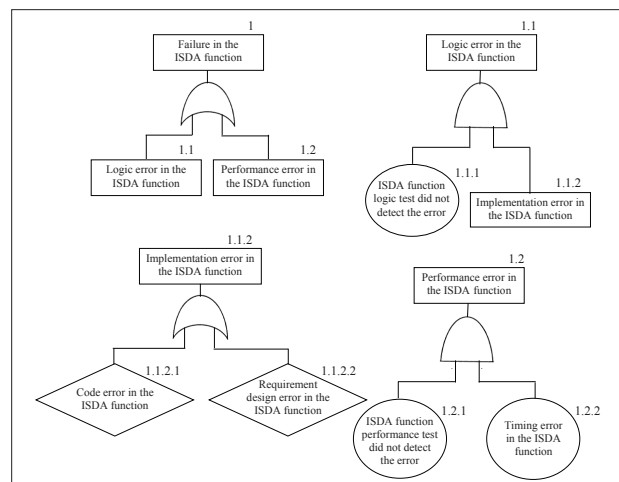 1
Failure in the
ISDA function
1.1
Logic error in the
ISDA function
1.2
Performance error in
the ISDA function
1.1
Logic error in the
ISDA function
1.1.1
ISDA function
logic test did not
detect the error
1.1.2
Implementation error in
the ISDA function
1.1.2
Implementation error in
the ISDA function
1.1.2.1
Code error in the
ISDA function
1.1.2.2
Requirement
design error in the
ISDA function
1.2
Performance error in
the ISDA function
1.2.1
ISDA function
performance test
did not detect
the error
1.2.2
Timing error
in the ISDA
function